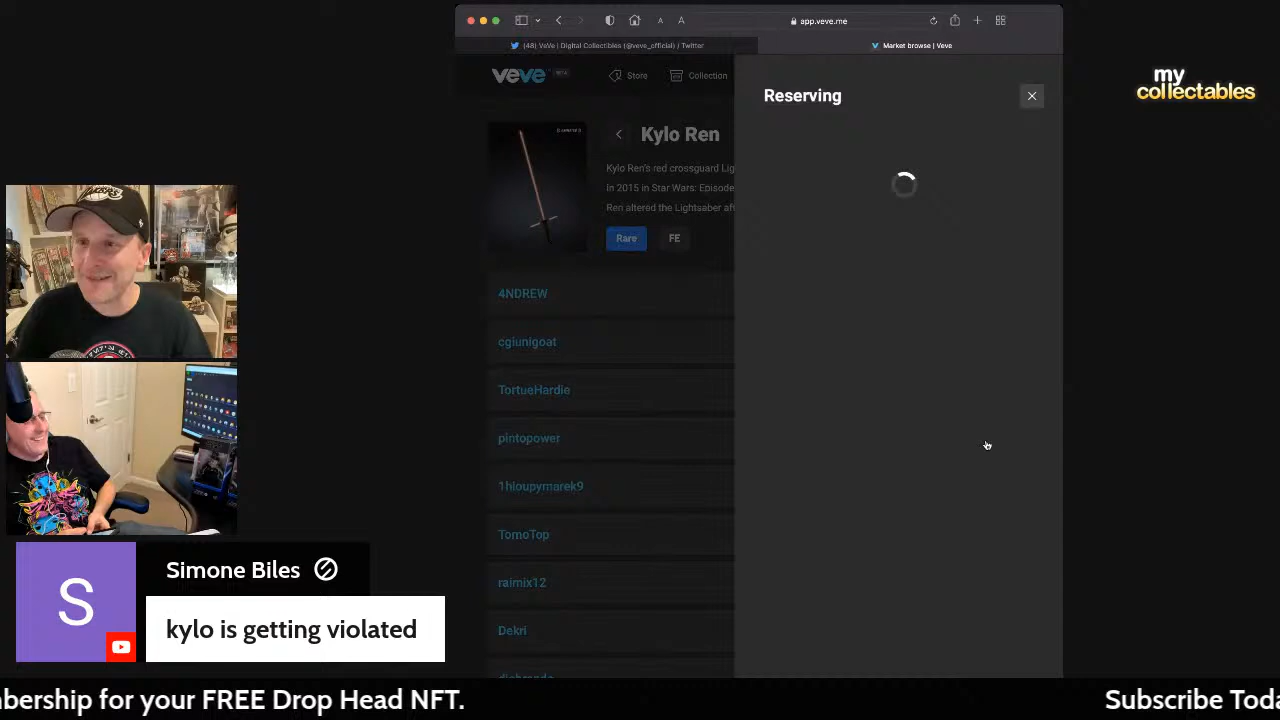 app.veve.me
(48) VeVe | Digital Collectibles (@veve_official) / Twitter
Market browse | Veve
veve
Store
Collection
Reserving
my
collectables
Kylo Ren
Kylo Ren's red crossguard Lig
in 2015 in Star Wars: Episode
Ren altered the Lightsaber aft
Rare
FE
4NDREW
cgiunigoat
TortueHardie
pintopower
1hloupymarek9
TomoTop
raimix12
Dekri
S
Simone Biles
kylo is getting violated
mbership for your FREE Drop Head NFT.
Subscribe Toda